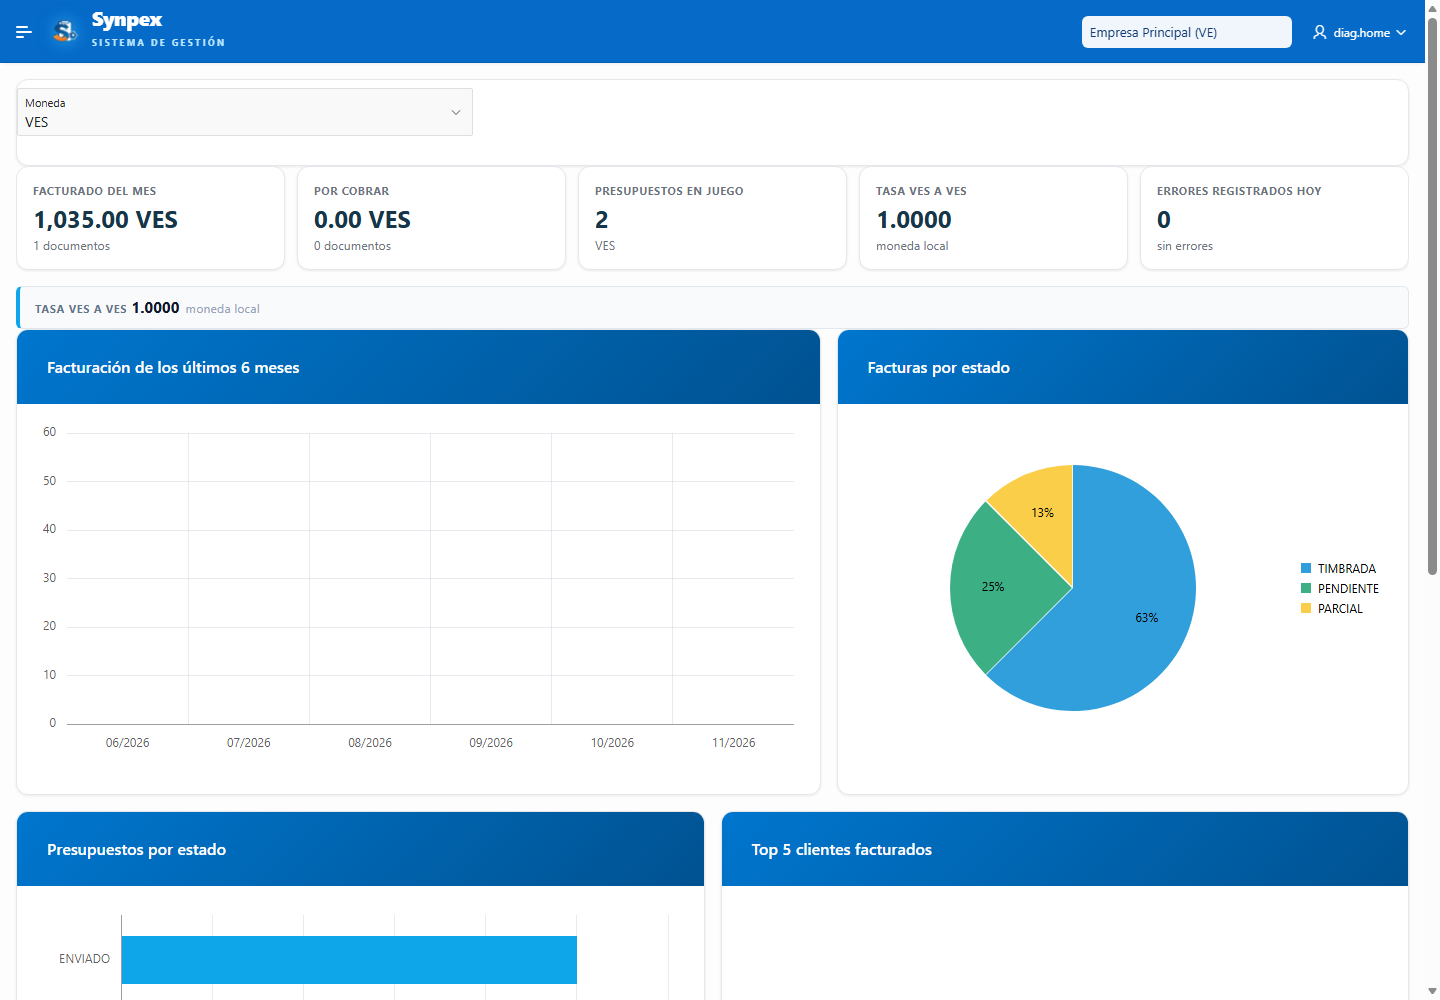 Synpex
SISTEMA DE GESTIÓN
Empresa Principal (VE)
diag.home
Moneda
VES
FACTURADO DEL MES
1,035.00 VES
1 documentos
POR COBRAR
0.00 VES
0 documentos
PRESUPUESTOS EN JUEGO
2
VES
TASA VES A VES
1.0000
moneda local
ERRORES REGISTRADOS HOY
0
sin errores
TASA VES A VES 1.0000 moneda local
Facturación de los últimos 6 meses
60
50
40
30
20
10
0
06/2026 07/2026 08/2026 09/2026 10/2026 11/2026
Facturas por estado
13%
25%
63%
TIMBRADA
PENDIENTE
PARCIAL
Presupuestos por estado
ENVIADO
Top 5 clientes facturados